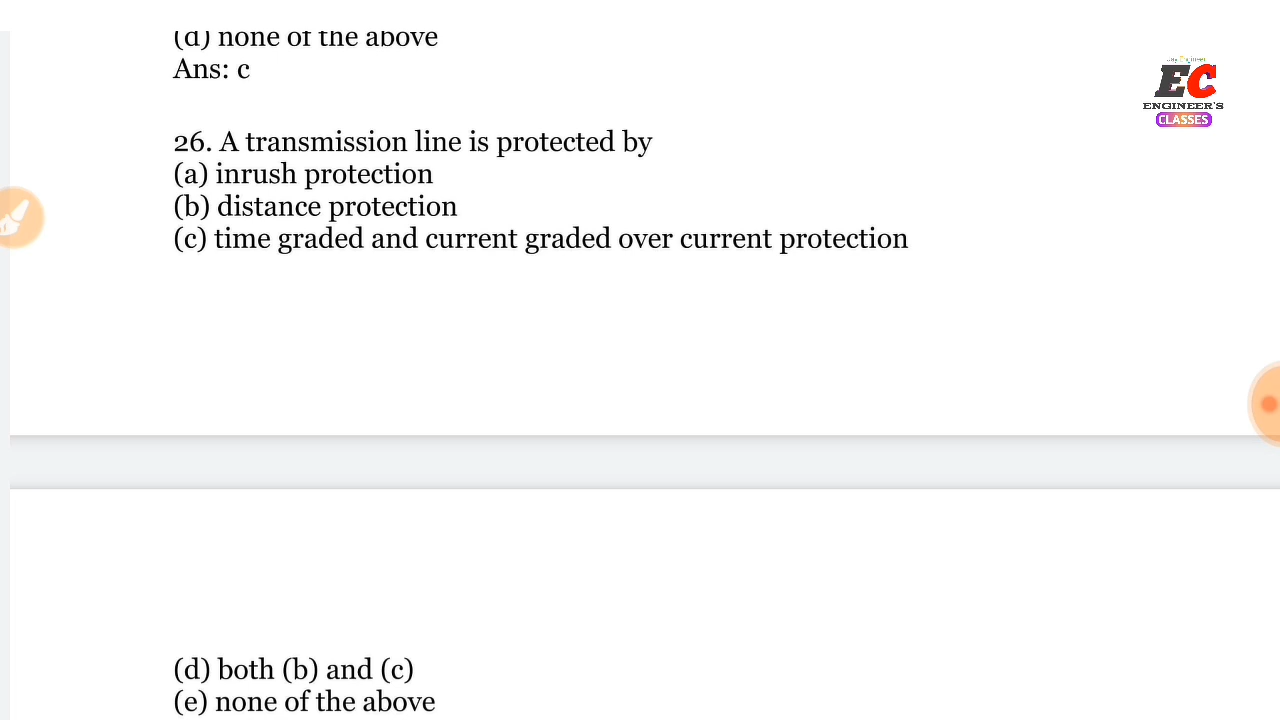 (d) none of the above
Ans: c
EC
ENGINEER'S
CLASSES
26. A transmission line is protected by
(a) inrush protection
(b) distance protection
(c) time graded and current graded over current protection
(d) both (b) and (c)
(e) none of the above